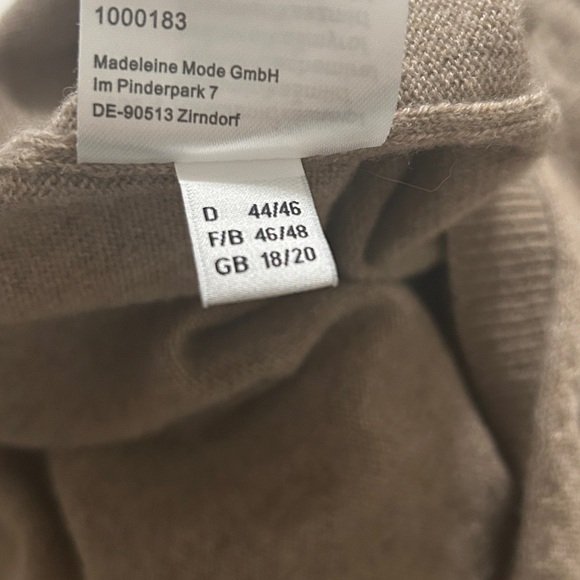 1000183
Madeleine Mode GmbH
Im Pinderpark 7
DE-90513 Zirndorf
D 44/46
F/B 46/48
GB 18/20